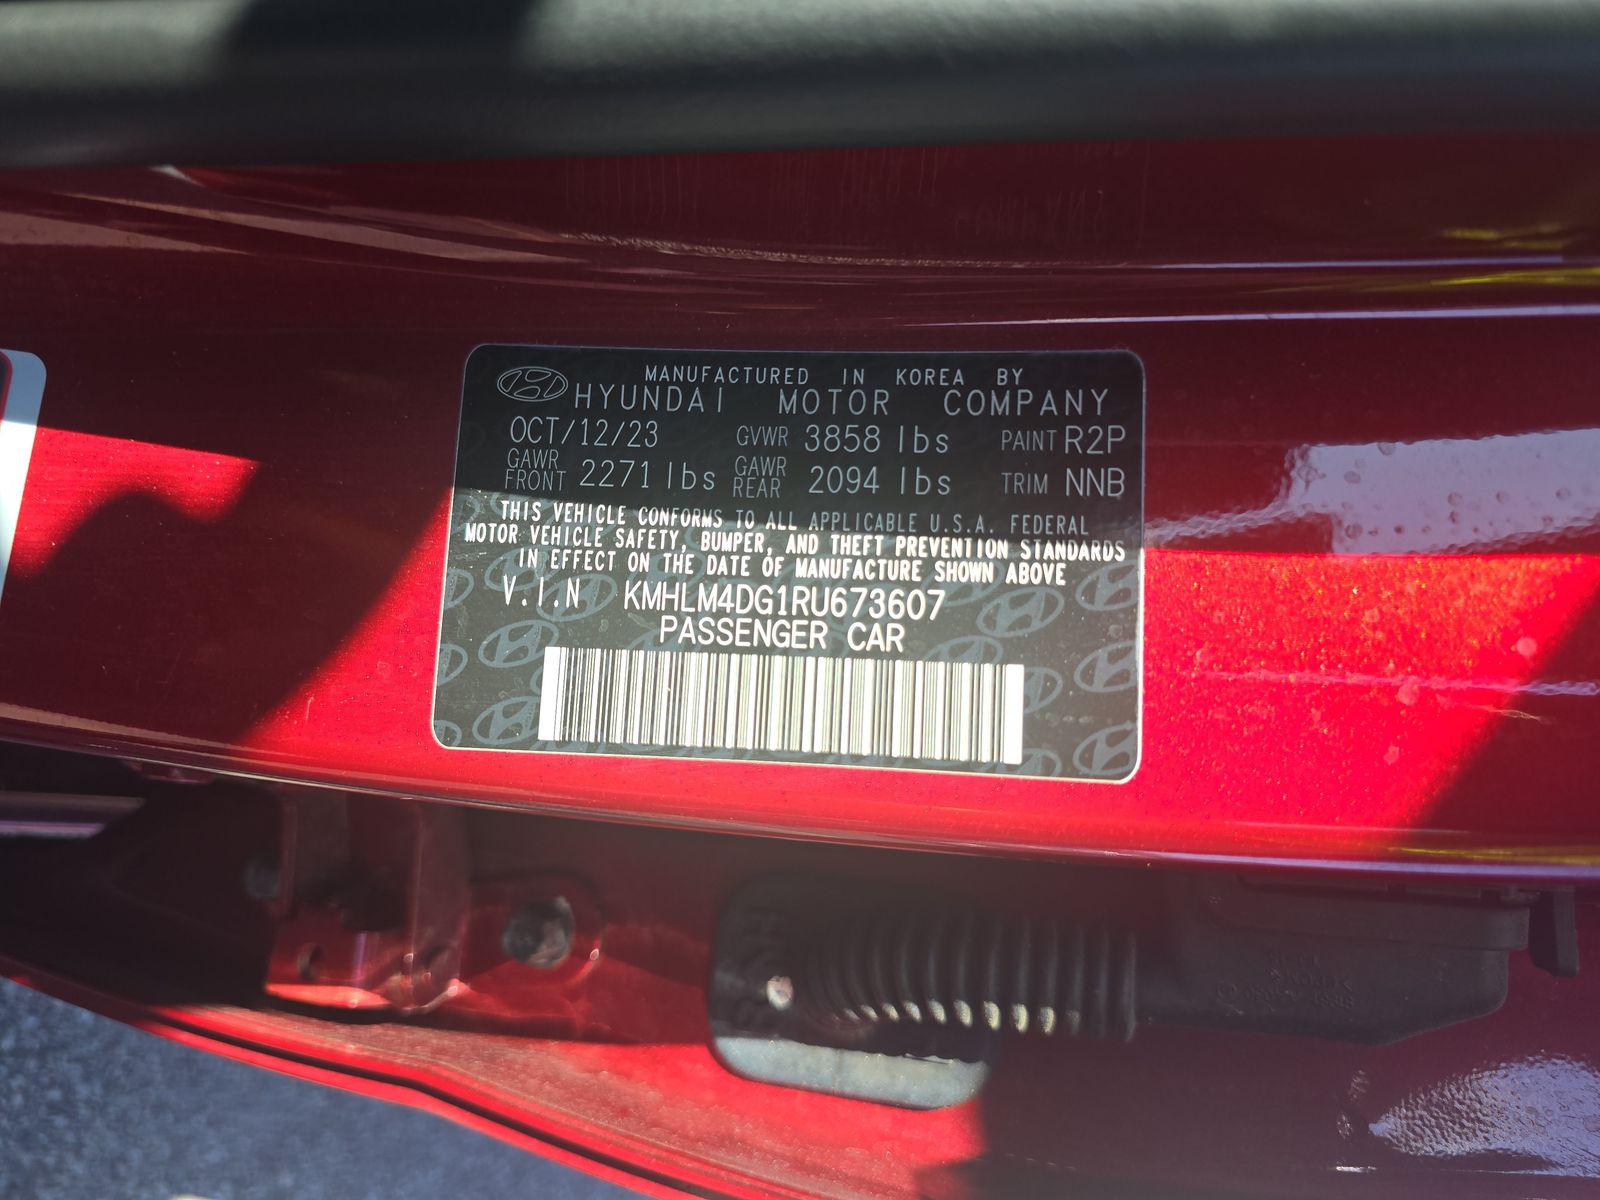 MANUFACTURED IN KOREA BY
HYUNDAI MOTOR COMPANY
OCT/12/23 GVWR 3858 lbs PAINT R2P
GAWR FRONT 2271 lbs GAWR REAR 2094 lbs TRIM NNB
THIS VEHICLE CONFORMS TO ALL APPLICABLE U.S.A. FEDERAL
MOTOR VEHICLE SAFETY, BUMPER, AND THEFT PREVENTION STANDARDS
IN EFFECT ON THE DATE OF MANUFACTURE SHOWN ABOVE
V.I.N KMHLM4DG1RU673607
PASSENGER CAR